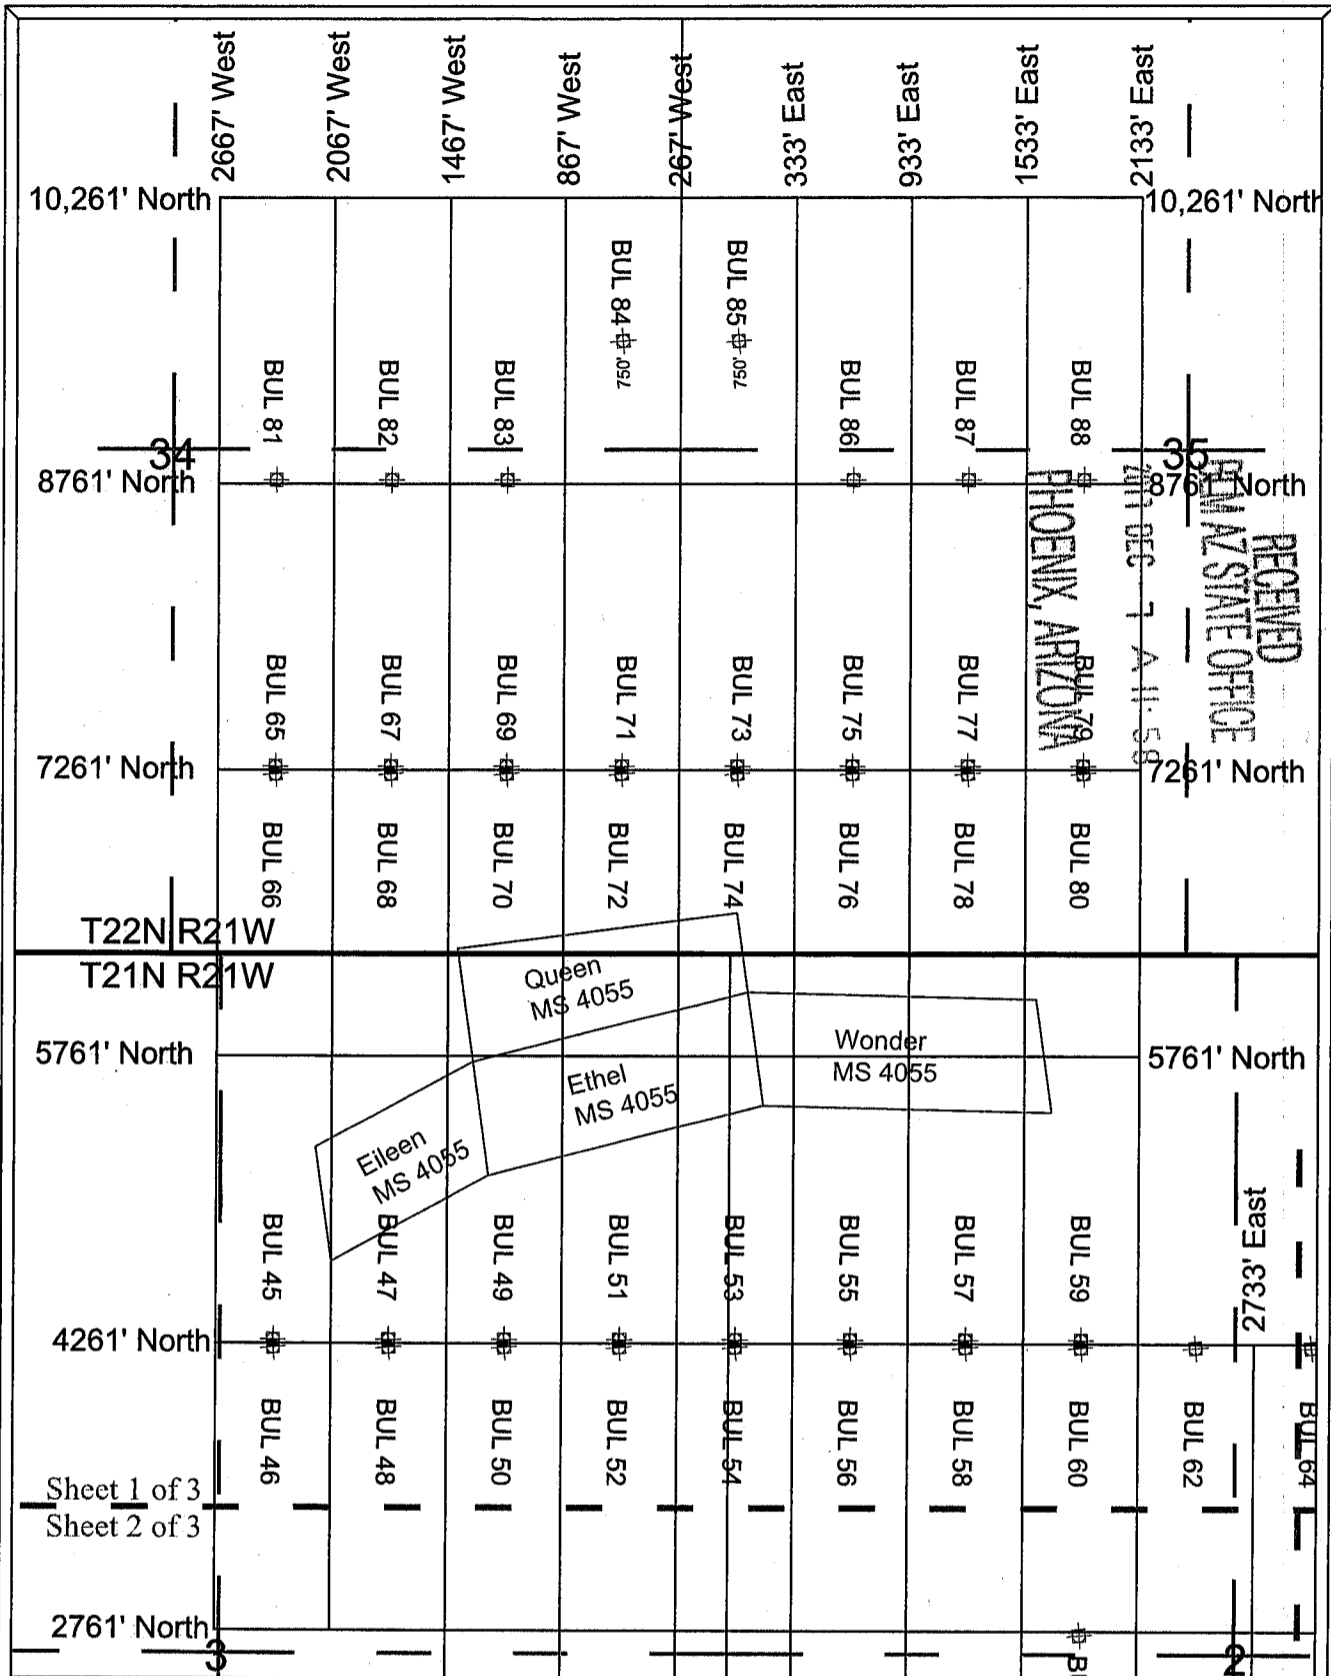 2667' West
2067' West
1467' West
867' West
267' West
333' East
933' East
1533' East
2133' East
10,261' North
10,261' North
BUL 84
750'
BUL 85
750'
BUL 81
BUL 82
BUL 83
BUL 86
BUL 87
BUL 88
34
35
8761' North
8761' North
RECEIVED
BLM AZ STATE OFFICE
DEC
A 11: 59
PHOENIX, ARIZONA
BUL 65
BUL 67
BUL 69
BUL 71
BUL 73
BUL 75
BUL 77
BUL 79
7261' North
7261' North
BUL 66
BUL 68
BUL 70
BUL 72
BUL 74
BUL 76
BUL 78
BUL 80
T22N R21W
T21N R21W
Queen
MS 4055
Wonder
MS 4055
5761' North
5761' North
Ethel
MS 4055
Eileen
MS 4055
2733' East
BUL 45
BUL 47
BUL 49
BUL 51
BUL 53
BUL 55
BUL 57
BUL 59
4261' North
BUL 46
BUL 48
BUL 50
BUL 52
BUL 54
BUL 56
BUL 58
BUL 60
BUL 62
BUL 64
Sheet 1 of 3
Sheet 2 of 3
2761' North
3
2